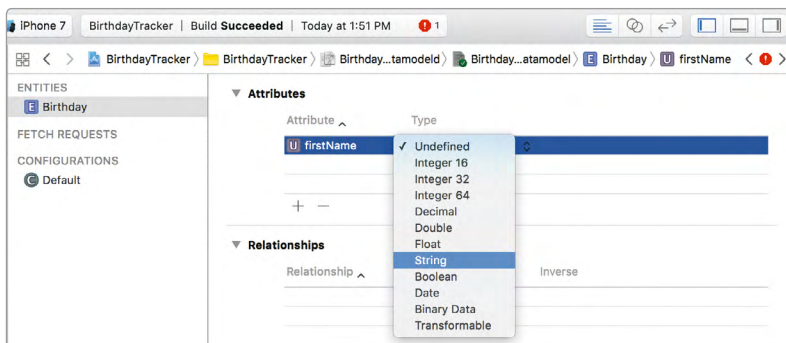 iPhone 7 BirthdayTracker | Build Succeeded | Today at 1:51 PM 1
BirthdayTracker BirthdayTracker Birthday...tamodeld Birthday...atamodel E Birthday U firstName
ENTITIES
E Birthday
FETCH REQUESTS
CONFIGURATIONS
C Default
Attributes
Attribute Type
U firstName ✓ Undefined
Integer 16
Integer 32
Integer 64
Decimal
Double
Float
String
Boolean
Date
Binary Data
Transformable
+ −
Relationships
Relationship Inverse